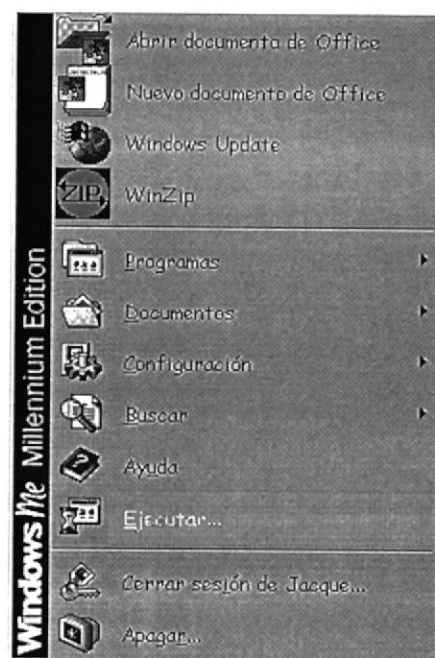 Abrir documento de Office
Nuevo documento de Office
Windows Update
ZIP
WinZip
Programas
Documentos
Configuración
Buscar
Ayuda
Ejecutar...
Cerrar sesión de Jacque...
Apagar...
Windows Me Millennium Edition